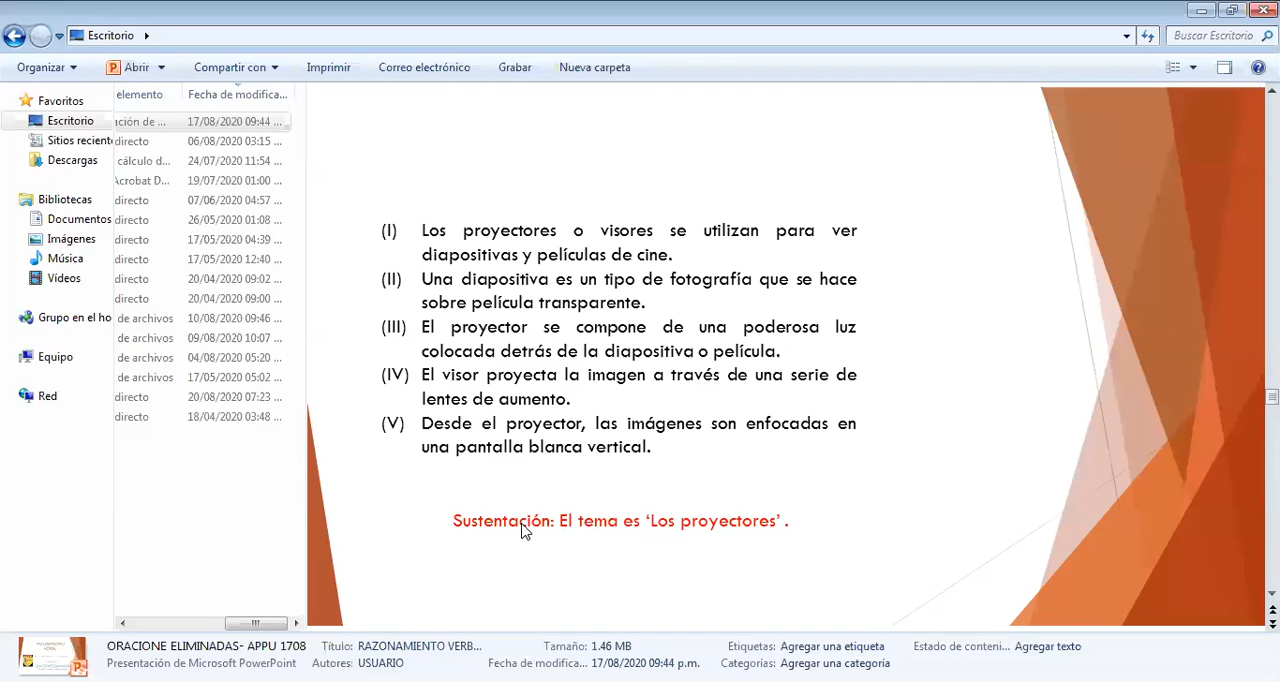 Escritorio
Buscar Escritorio
Organizar
Abrir
Compartir con
Imprimir
Correo electrónico
Grabar
Nueva carpeta
Favoritos
Escritorio
Sitios recient
Descargas
Bibliotecas
Documentos
Imágenes
Música
Vídeos
Grupo en el ho
Equipo
Red
elemento Fecha de modifica...
ación de ... 17/08/2020 09:44 ...
directo 06/08/2020 03:15 ...
cálculo d... 24/07/2020 11:54 ...
Acrobat D... 19/07/2020 01:00 ...
directo 07/06/2020 04:57 ...
directo 26/05/2020 01:08 ...
directo 17/05/2020 04:39 ...
directo 17/05/2020 12:40 ...
directo 20/04/2020 09:02 ...
directo 20/04/2020 09:00 ...
de archivos 10/08/2020 09:46 ...
de archivos 09/08/2020 10:07 ...
de archivos 04/08/2020 05:20 ...
de archivos 17/05/2020 05:02 ...
directo 20/08/2020 07:23 ...
directo 18/04/2020 03:48 ...
(I) Los proyectores o visores se utilizan para ver
diapositivas y películas de cine.
(II) Una diapositiva es un tipo de fotografía que se hace
sobre película transparente.
(III) El proyector se compone de una poderosa luz
colocada detrás de la diapositiva o película.
(IV) El visor proyecta la imagen a través de una serie de
lentes de aumento.
(V) Desde el proyector, las imágenes son enfocadas en
una pantalla blanca vertical.
Sustentación: El tema es ‘Los proyectores’ .
ORACIONE ELIMINADAS- APPU 1708 Título: RAZONAMIENTO VERB... Tamaño: 1.46 MB Etiquetas: Agregar una etiqueta Estado de conteni... Agregar texto
Presentación de Microsoft PowerPoint Autores: USUARIO Fecha de modifica... 17/08/2020 09:44 p.m. Categorías: Agregar una categoría